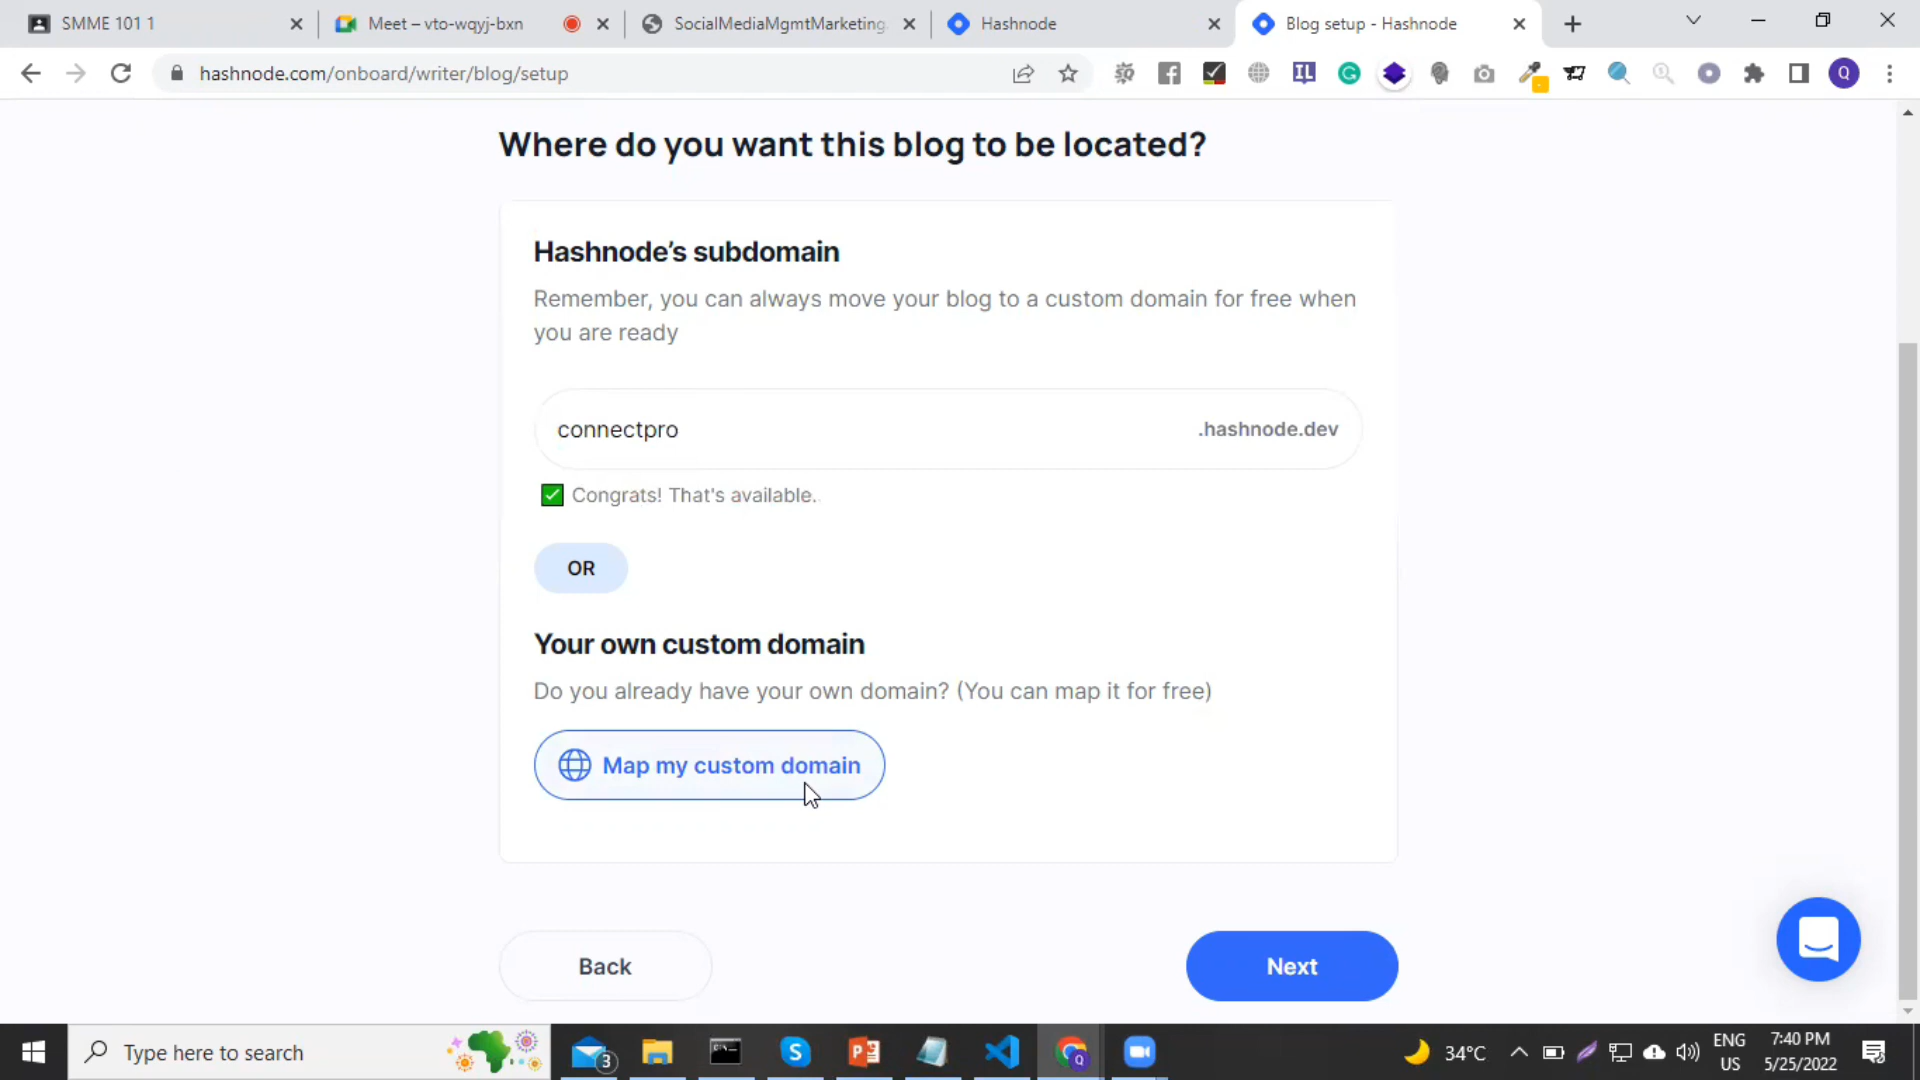 SMME 101 1
Meet – vto-wqyj-bxn
SocialMediaMgmtMarketing
Hashnode
Blog setup - Hashnode
hashnode.com/onboard/writer/blog/setup
Where do you want this blog to be located?
Hashnode’s subdomain
Remember, you can always move your blog to a custom domain for free when
you are ready
connectpro
.hashnode.dev
Congrats! That's available.
OR
Your own custom domain
Do you already have your own domain? (You can map it for free)
Map my custom domain
Back
Next
Type here to search
3
34°C
ENG
US
7:40 PM
5/25/2022